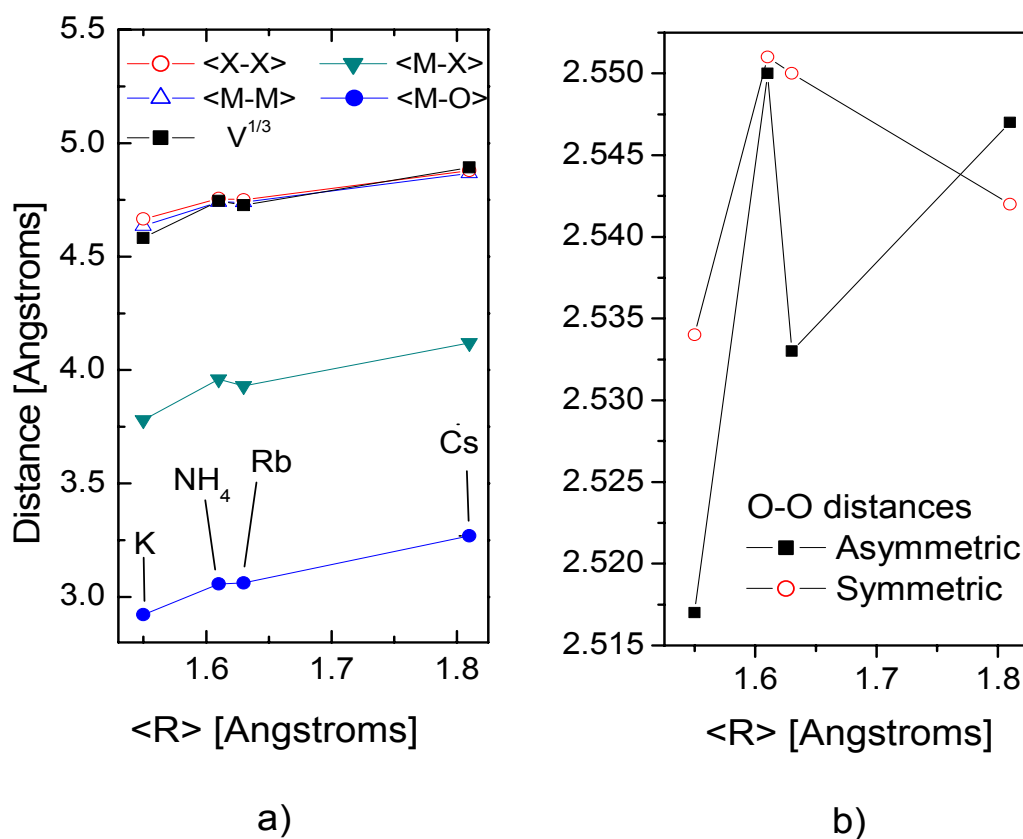 5.5
5.0
4.5
4.0
3.5
3.0
Distance [Angstroms]
<X-X> <M-X>
<M-M> <M-O>
V1/3
K
NH4
Rb
Cs
1.6 1.7 1.8
<R> [Angstroms]
a)
2.550
2.545
2.540
2.535
2.530
2.525
2.520
2.515
O-O distances
Asymmetric
Symmetric
1.6 1.7 1.8
<R> [Angstroms]
b)